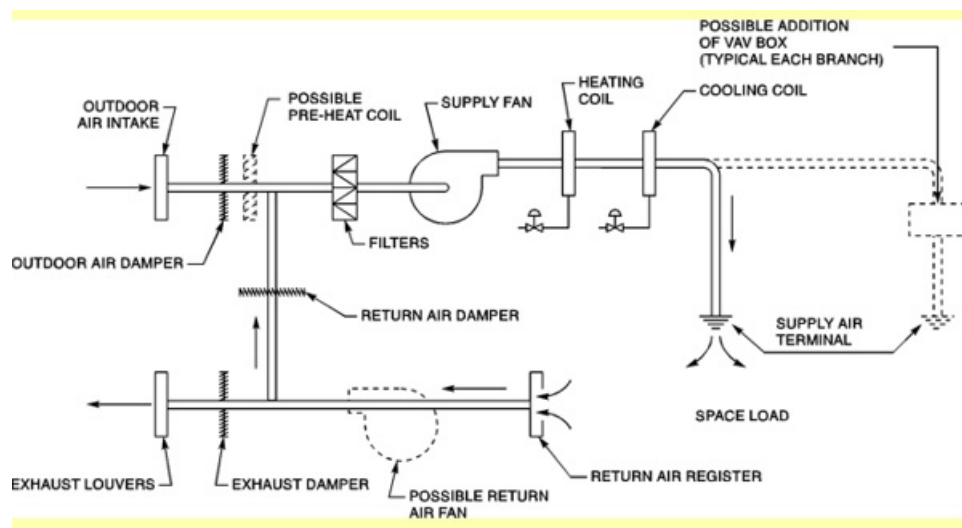 POSSIBLE ADDITION
OF VAV BOX
(TYPICAL EACH BRANCH)
HEATING
COIL
COOLING COIL
OUTDOOR
AIR INTAKE
POSSIBLE
PRE-HEAT COIL
SUPPLY FAN
FILTERS
OUTDOOR AIR DAMPER
RETURN AIR DAMPER
SUPPLY AIR
TERMINAL
SPACE LOAD
EXHAUST LOUVERS
EXHAUST DAMPER
POSSIBLE RETURN
AIR FAN
RETURN AIR REGISTER